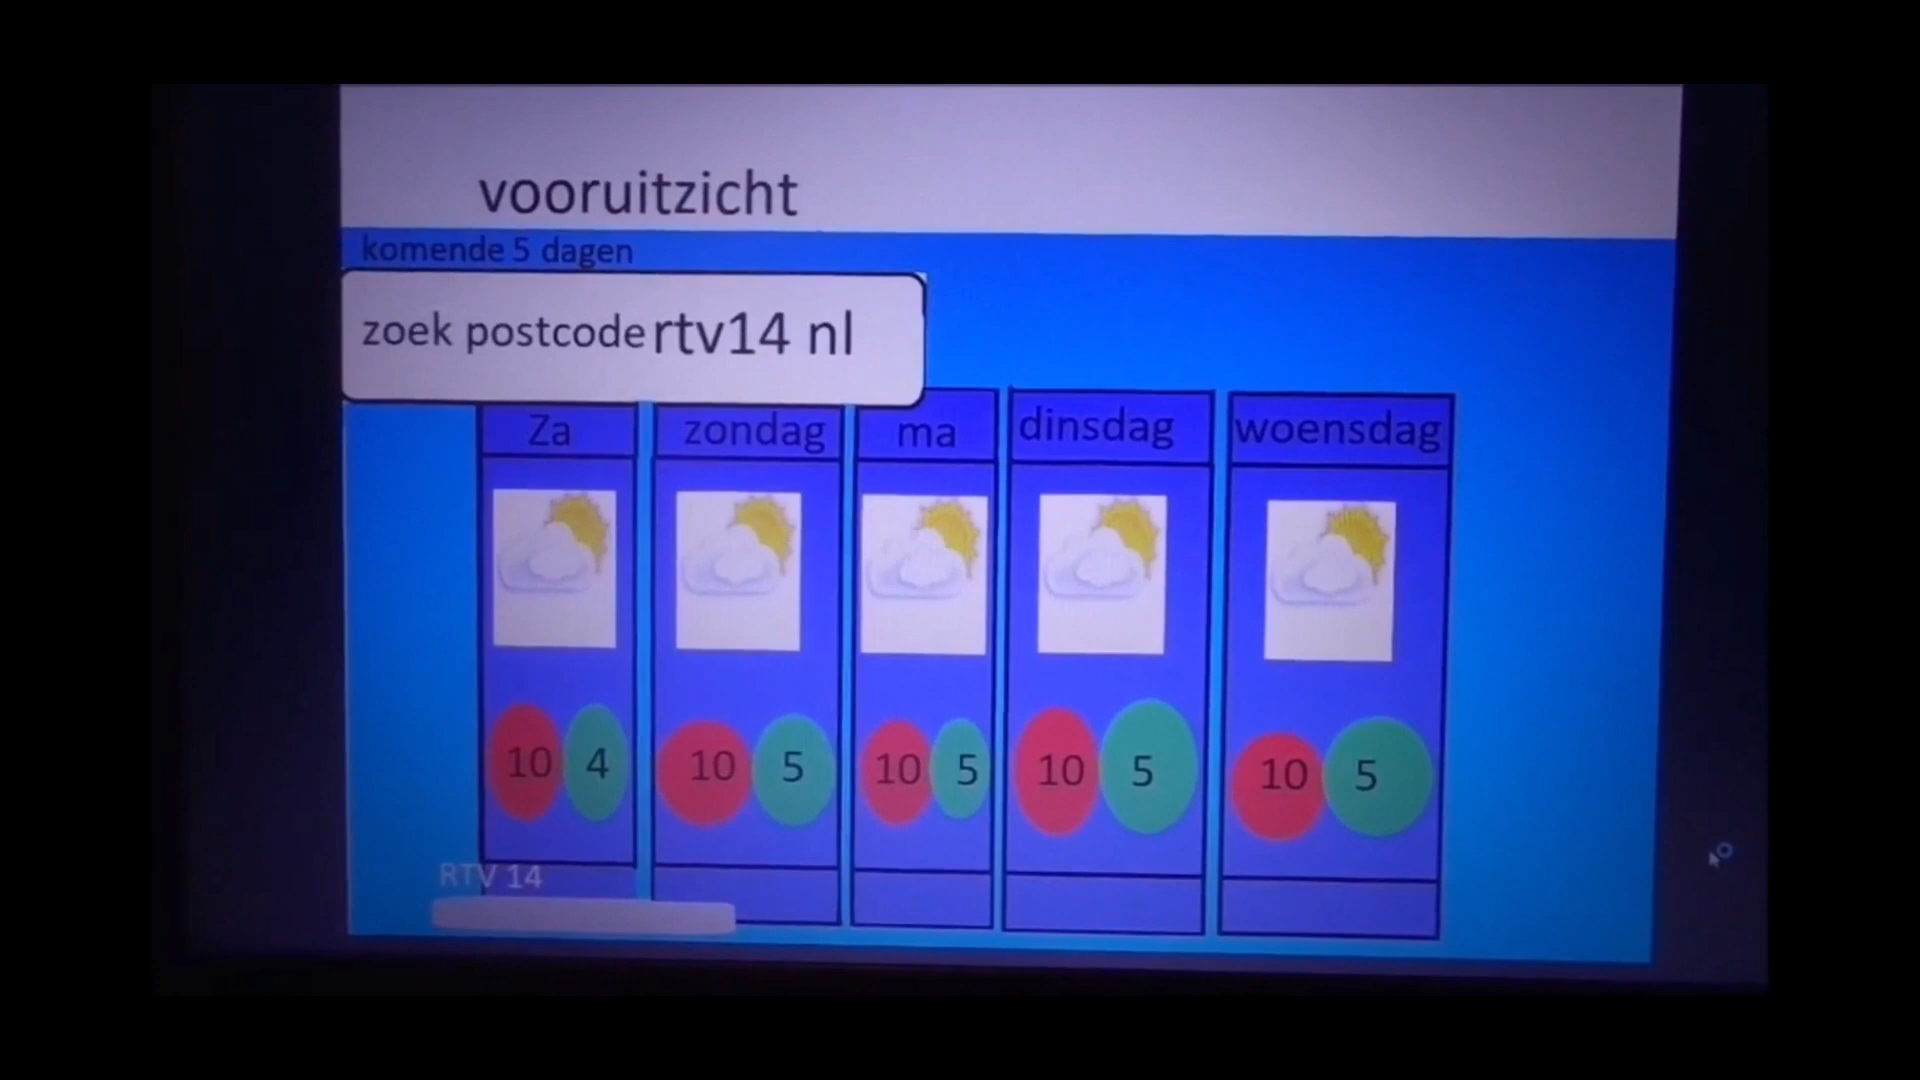 vooruitzicht
komende 5 dagen
zoek postcode rtv14 nl
Za zondag ma dinsdag woensdag
10 4 10 5 10 5 10 5 10 5
RTV 14